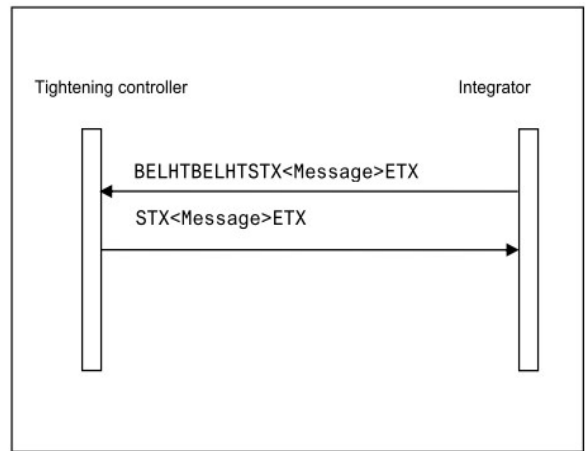 Tightening controller
Integrator
BELHTBELHTSTX<Message>ETX
STX<Message>ETX